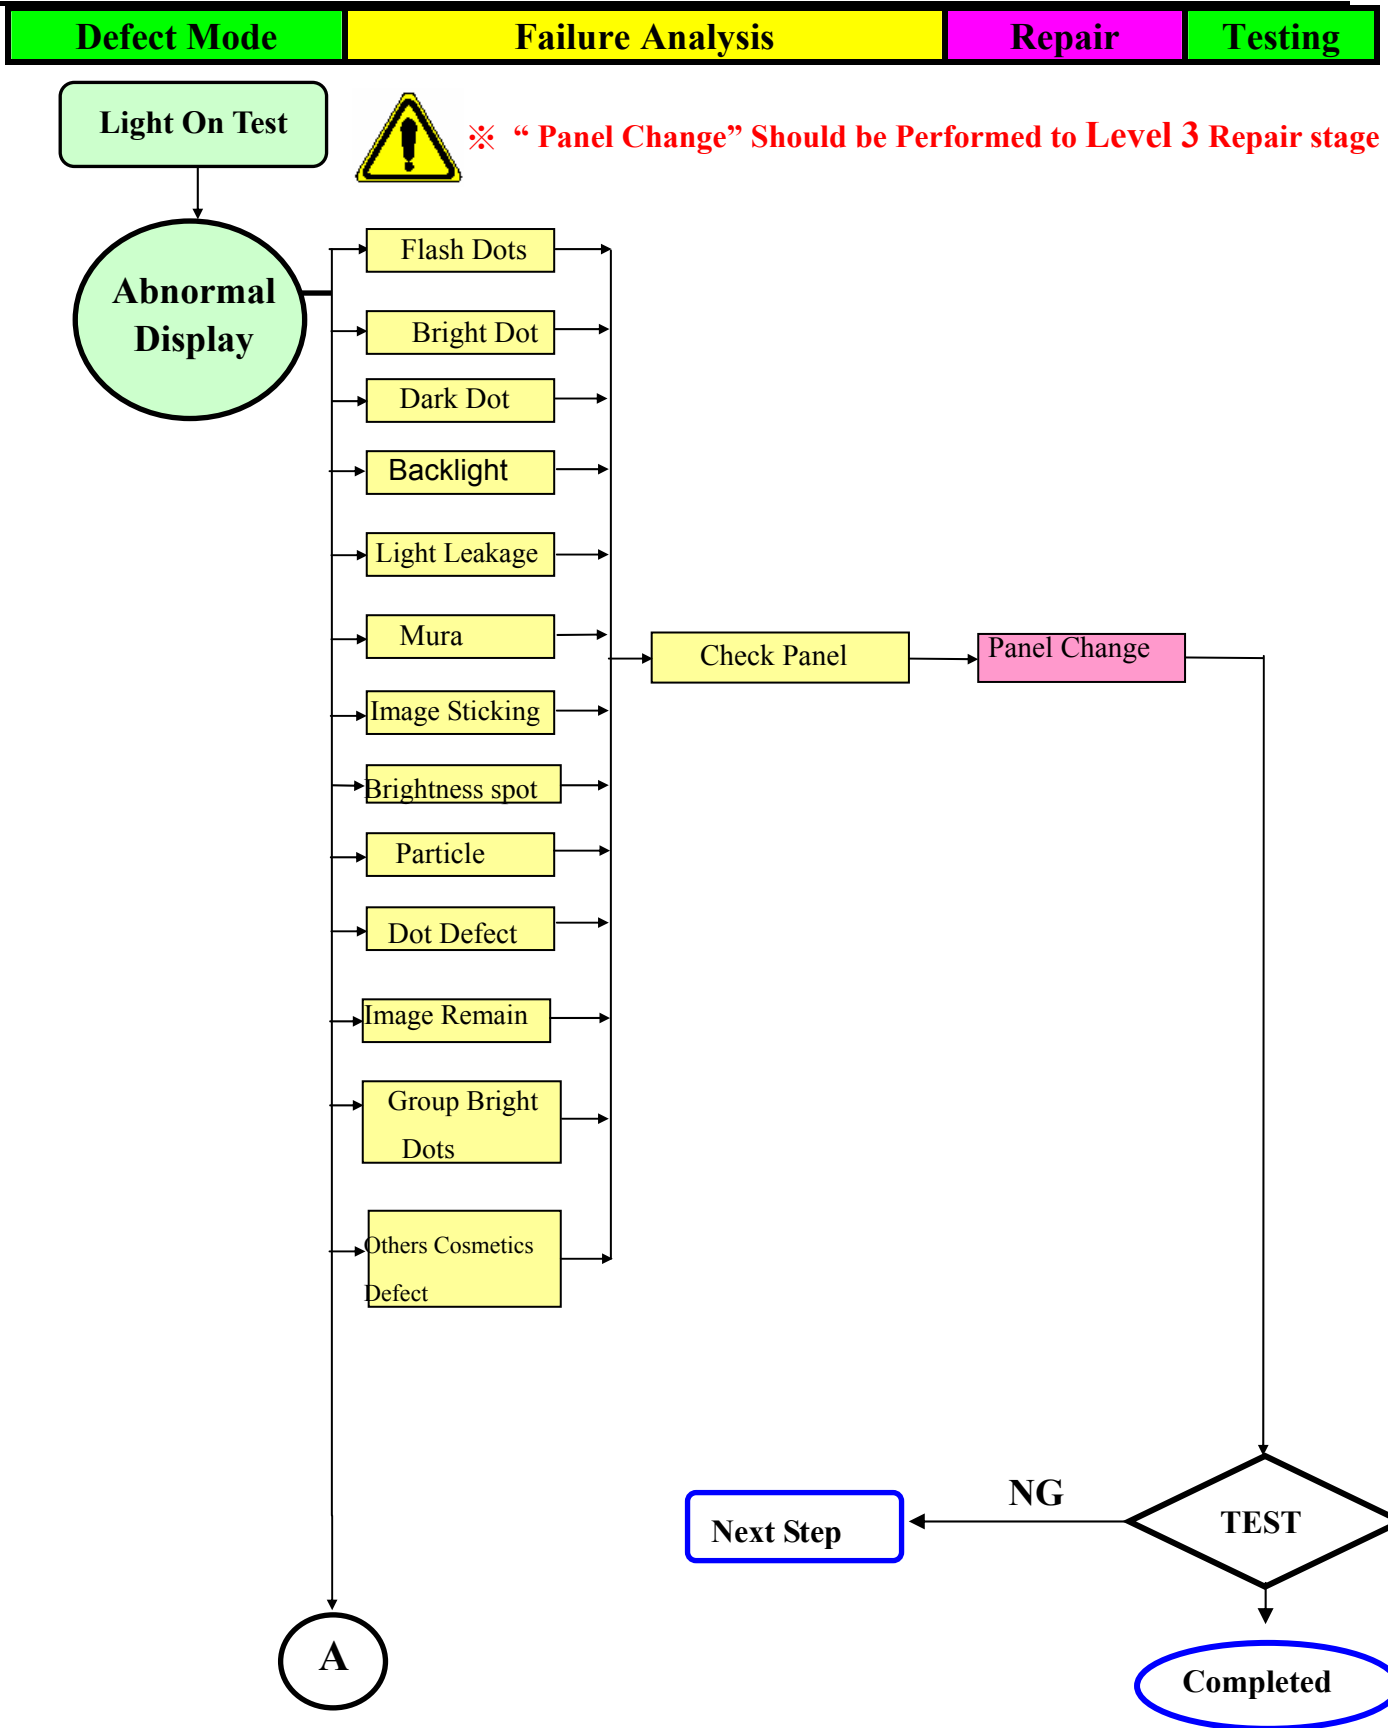 Defect Mode Failure Analysis Repair Testing
Light On Test
※ “ Panel Change” Should be Performed to Level 3 Repair stage
Abnormal
Display
Flash Dots
Bright Dot
Dark Dot
Backlight
Light Leakage
Mura
Image Sticking
Brightness spot
Particle
Dot Defect
Image Remain
Group Bright
Dots
Others Cosmetics
Defect
Check Panel
Panel Change
TEST
NG
Next Step
Completed
A